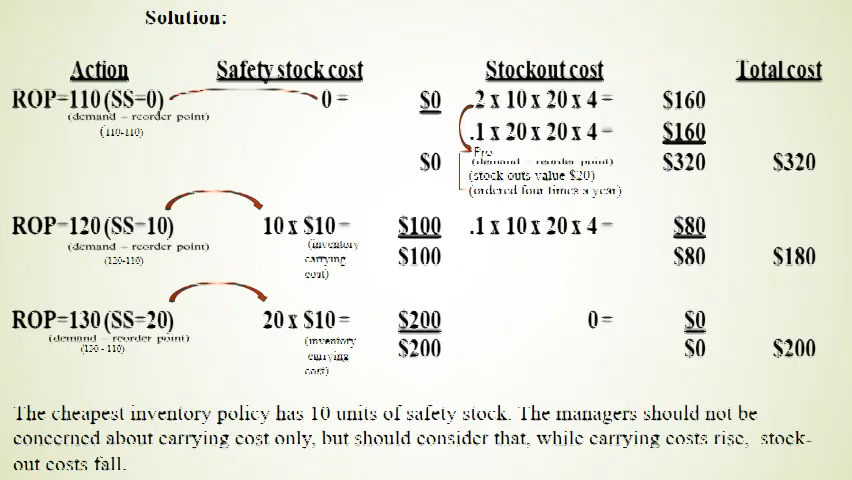 Solution:
Action Safety stock cost Stockout cost Total cost
ROP=110 (SS=0) 0 = $0 2 x 10 x 20 x 4 = $160
(demand – reorder point)
(110-110)
.1 x 20 x 20 x 4 = $160
$0 (demand – reorder point) $320 $320
(stock outs value $20)
(ordered four times a year)
ROP=120 (SS=10) 10 x $10 = $100 .1 x 10 x 20 x 4 = $80
(demand – reorder point) (inventory
(120-110) carrying $100 $80 $180
cost)
ROP=130 (SS=20) 20 x $10 = $200 0 = $0
(demand – reorder point) (inventory
(130 - 110) carrying $200 $0 $200
cost)
The cheapest inventory policy has 10 units of safety stock. The managers should not be
concerned about carrying cost only, but should consider that, while carrying costs rise, stock-
out costs fall.